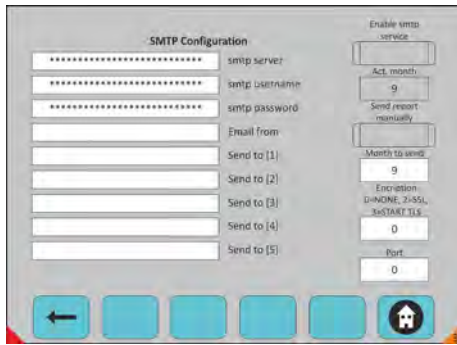 SMTP Configuration
*************************** smtp server
*************************** smtp username
*************************** smtp password
Email from
Send to [1]
Send to [2]
Send to [3]
Send to [4]
Send to [5]
Enable smtp
service
Act. month
9
Send report
manually
Month to send
9
Encription
0=NONE, 2=SSL,
3=START TLS
0
Port
0